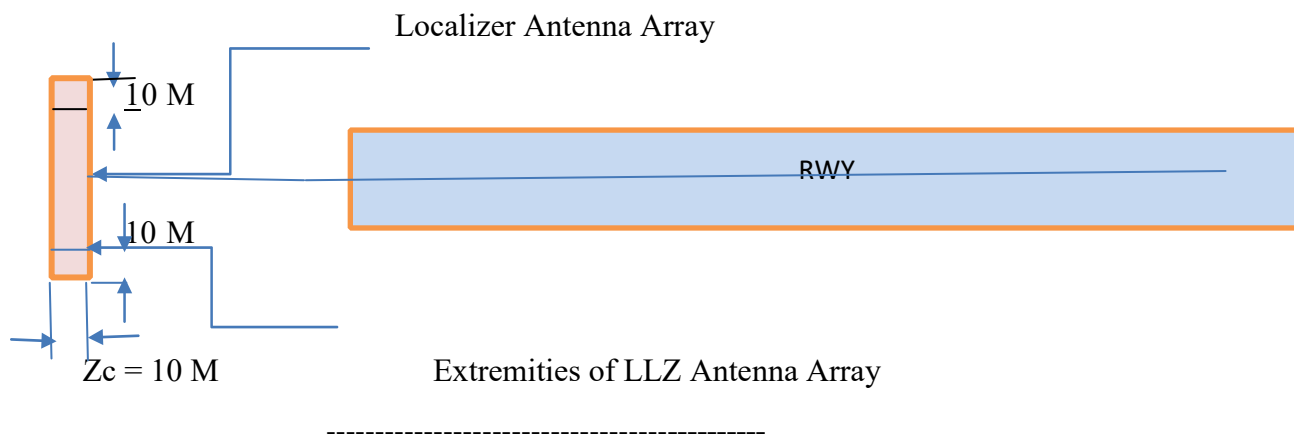 Localizer Antenna Array
10 M
RWY
10 M
Zc = 10 M
Extremities of LLZ Antenna Array
---------------------------------------------